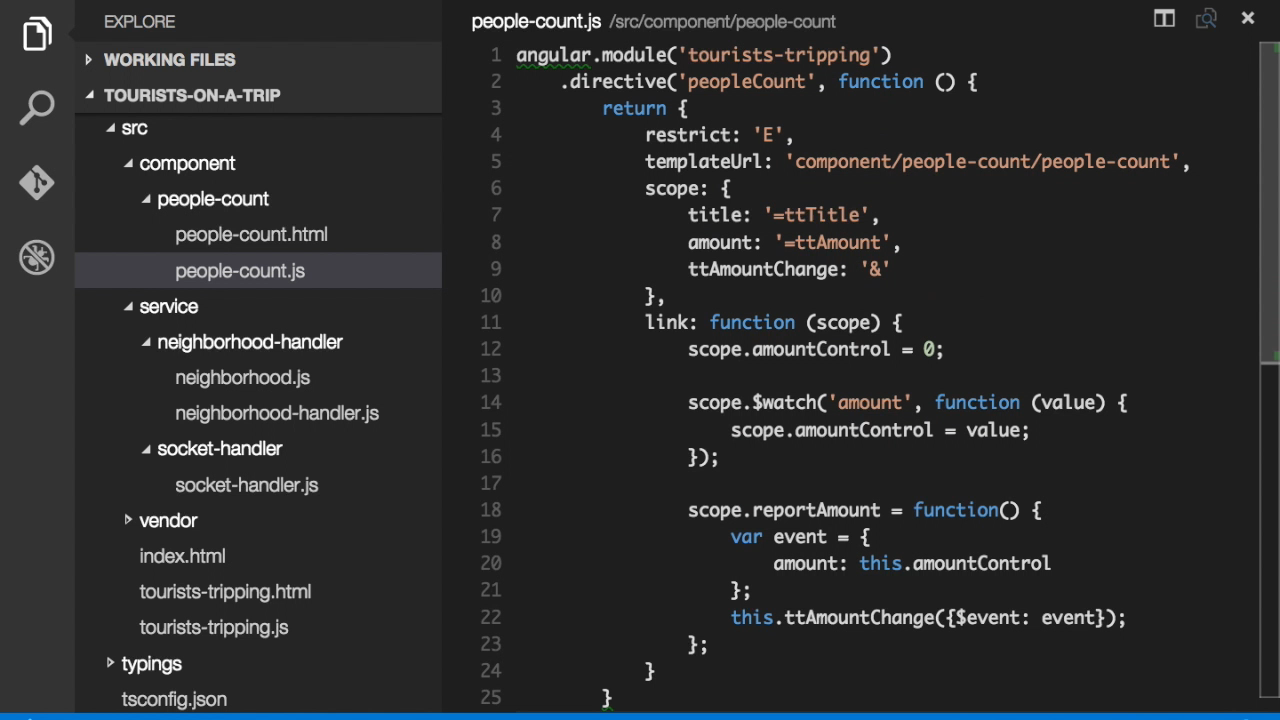 EXPLORE
WORKING FILES
TOURISTS-ON-A-TRIP
src
component
people-count
people-count.html
people-count.js
service
neighborhood-handler
neighborhood.js
neighborhood-handler.js
socket-handler
socket-handler.js
vendor
index.html
tourists-tripping.html
tourists-tripping.js
typings
tsconfig.json
people-count.js /src/component/people-count
1 angular.module('tourists-tripping')
2 .directive('peopleCount', function () {
3 return {
4 restrict: 'E',
5 templateUrl: 'component/people-count/people-count',
6 scope: {
7 title: '=ttTitle',
8 amount: '=ttAmount',
9 ttAmountChange: '&'
10 },
11 link: function (scope) {
12 scope.amountControl = 0;
13
14 scope.$watch('amount', function (value) {
15 scope.amountControl = value;
16 });
17
18 scope.reportAmount = function() {
19 var event = {
20 amount: this.amountControl
21 };
22 this.ttAmountChange({$event: event});
23 };
24 }
25 }